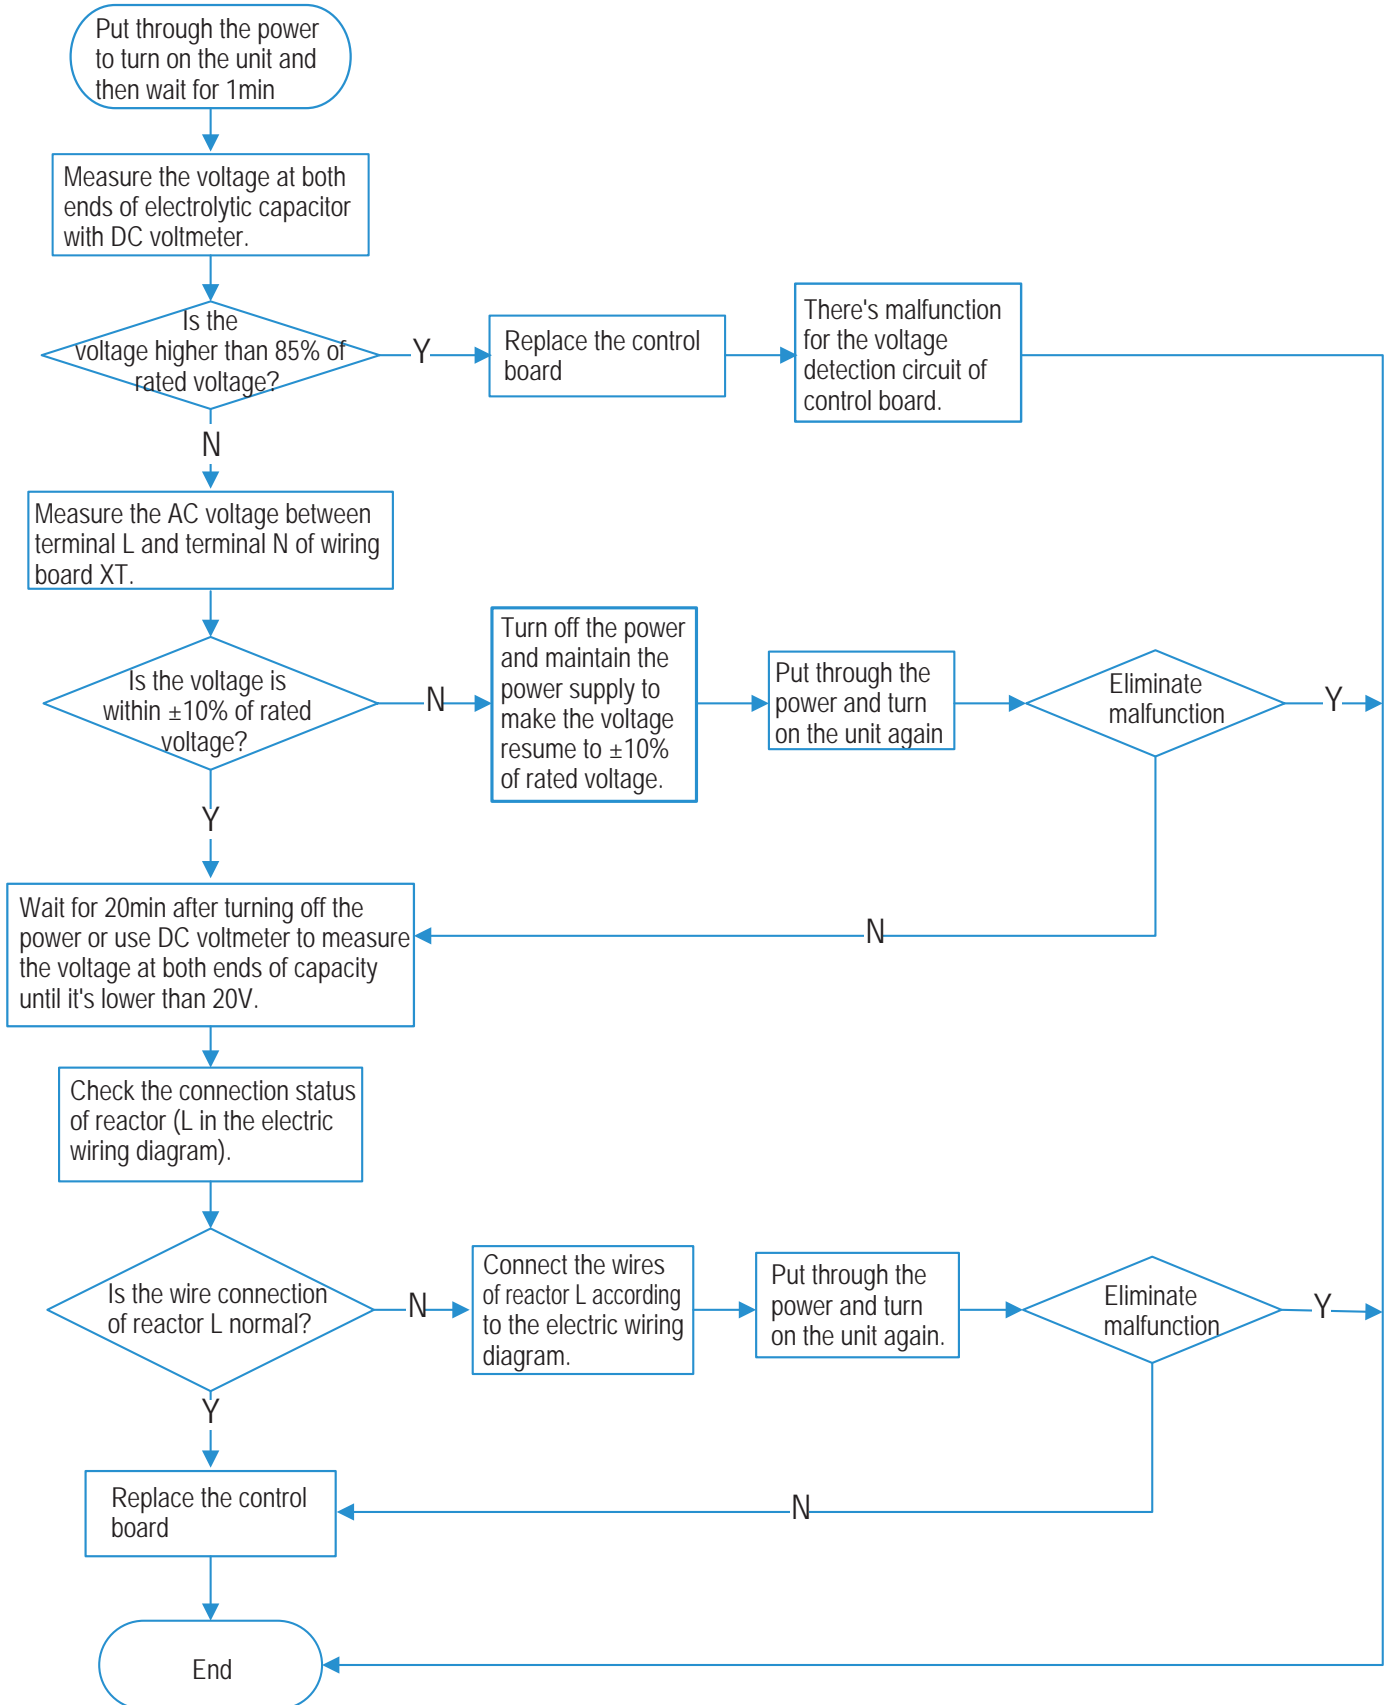 Put through the power
to turn on the unit and
then wait for 1min
Measure the voltage at both
ends of electrolytic capacitor
with DC voltmeter.
Is the
voltage higher than 85% of
rated voltage?
Y
Replace the control
board
There's malfunction
for the voltage
detection circuit of
control board.
N
Measure the AC voltage between
terminal L and terminal N of wiring
board XT.
Is the voltage is
within ±10% of rated
voltage?
N
Turn off the power
and maintain the
power supply to
make the voltage
resume to ±10%
of rated voltage.
Put through the
power and turn
on the unit again
Eliminate
malfunction
Y
Y
N
Wait for 20min after turning off the
power or use DC voltmeter to measure
the voltage at both ends of capacity
until it's lower than 20V.
Check the connection status
of reactor (L in the electric
wiring diagram).
Is the wire connection
of reactor L normal?
N
Connect the wires
of reactor L according
to the electric wiring
diagram.
Put through the
power and turn
on the unit again.
Eliminate
malfunction
Y
Y
N
Replace the control
board
End